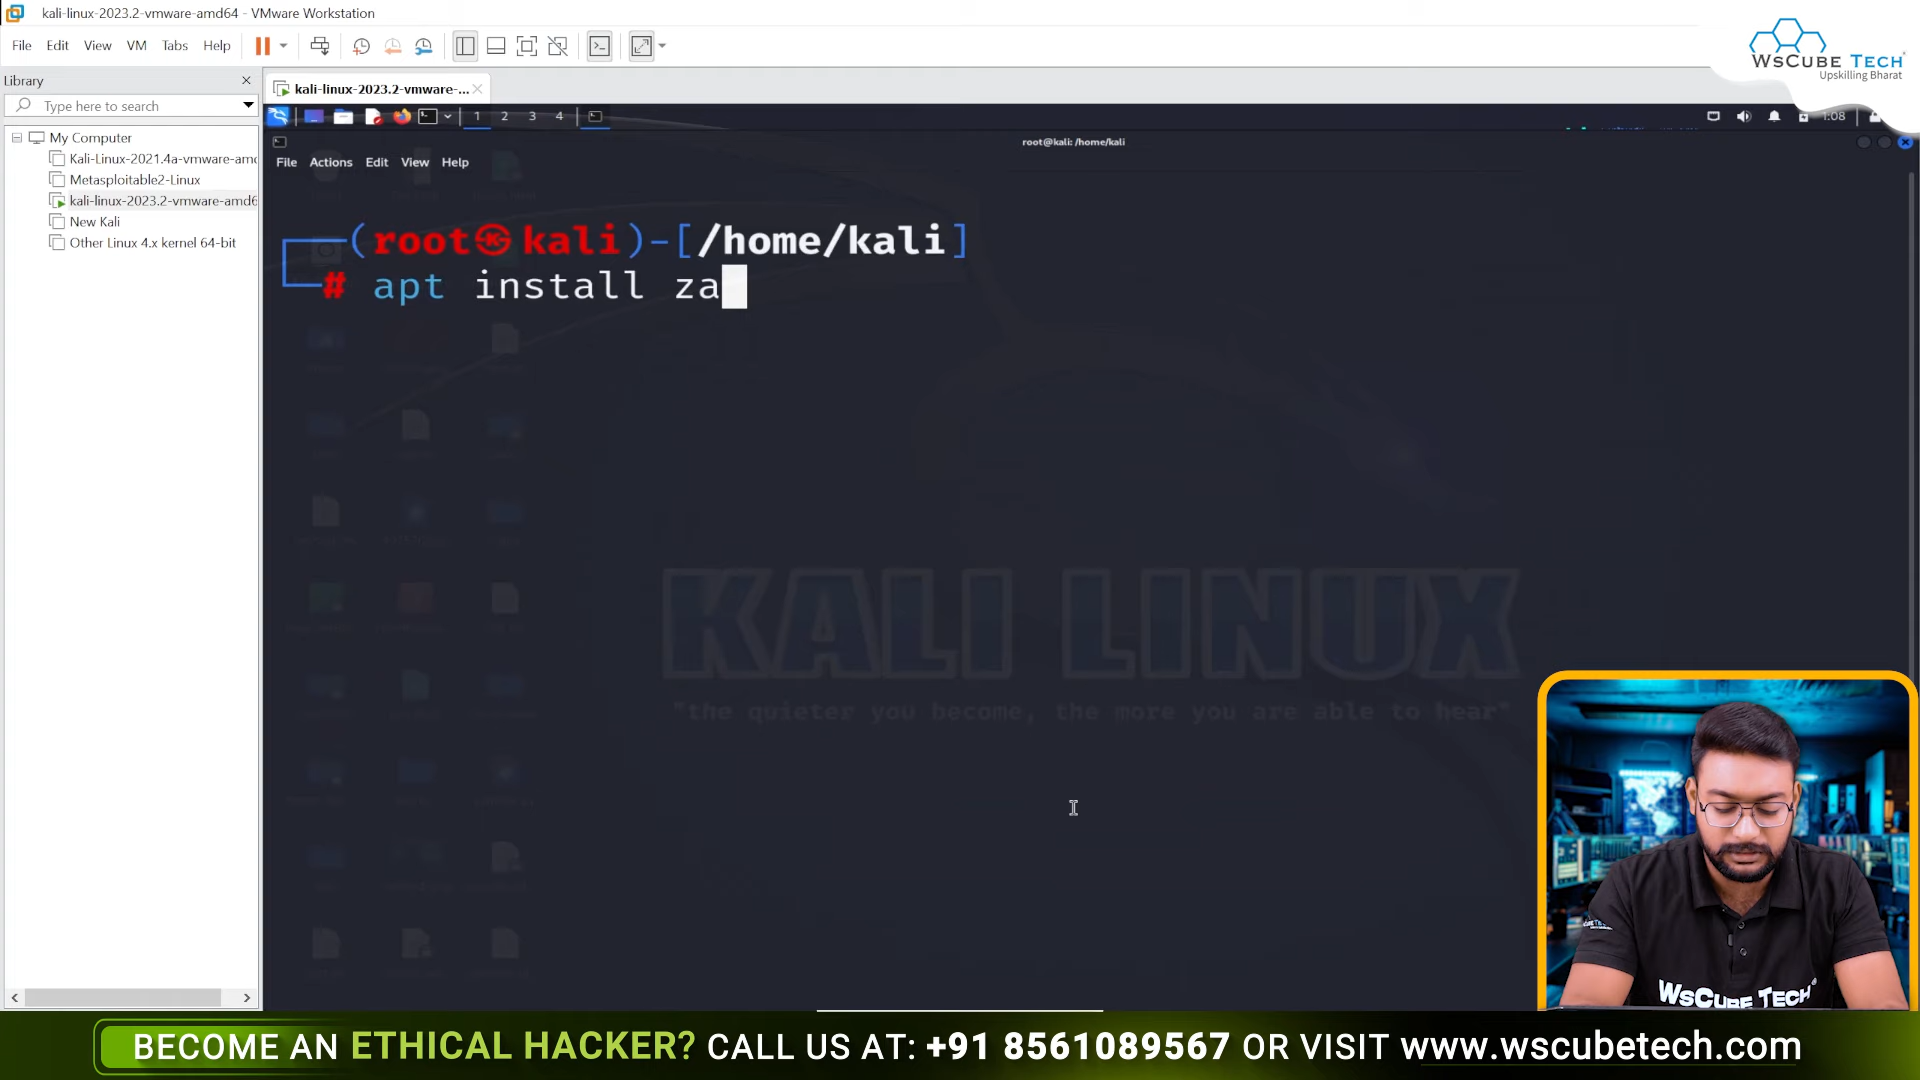 kali-linux-2023.2-vmware-amd64 - VMware Workstation
File Edit View VM Tabs Help
WsCUBE TECH
Upskilling Bharat
Library
kali-linux-2023.2-vmware-...
Type here to search
1 2 3 4
1:08
My Computer
root@kali: /home/kali
Kali-Linux-2021.4a-vmware-amd
File Actions Edit View Help
Metasploitable2-Linux
kali-linux-2023.2-vmware-amd6
New Kali
Other Linux 4.x kernel 64-bit
(root㉿kali)-[/home/kali]
# apt install za
KALI LINUX
"the quieter you become, the more you are able to hear"
WsCUBE TECH
BECOME AN ETHICAL HACKER? CALL US AT: +91 8561089567 OR VISIT www.wscubetech.com